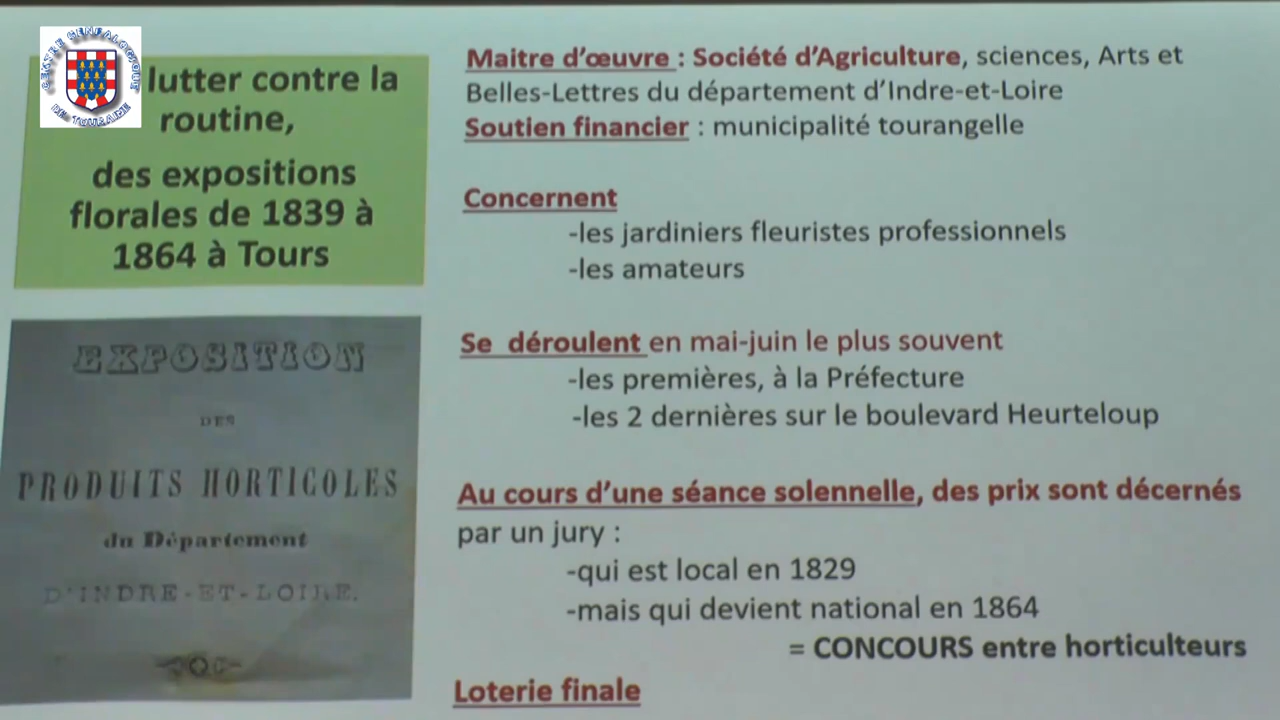 CENTRE GENEALOGIQUE
DE TOURAINE
lutter contre la
routine,
des expositions
florales de 1839 à
1864 à Tours
EXPOSITION
DES
PRODUITS HORTICOLES
du Département
D'INDRE-ET-LOIRE.
Maitre d'œuvre : Société d'Agriculture, sciences, Arts et
Belles-Lettres du département d'Indre-et-Loire
Soutien financier : municipalité tourangelle
Concernent
-les jardiniers fleuristes professionnels
-les amateurs
Se déroulent en mai-juin le plus souvent
-les premières, à la Préfecture
-les 2 dernières sur le boulevard Heurteloup
Au cours d'une séance solennelle, des prix sont décernés
par un jury :
-qui est local en 1829
-mais qui devient national en 1864
= CONCOURS entre horticulteurs
Loterie finale